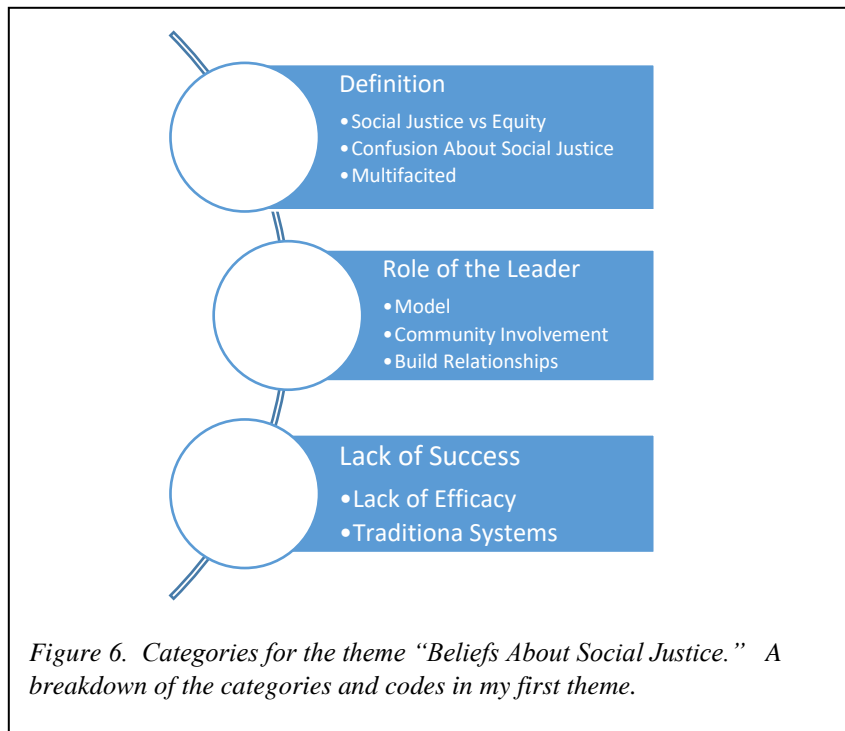 Definition
•Social Justice vs Equity
•Confusion About Social Justice
•Multifacited
Role of the Leader
•Model
•Community Involvement
•Build Relationships
Lack of Success
•Lack of Efficacy
•Traditiona Systems
Figure 6. Categories for the theme “Beliefs About Social Justice.” A
breakdown of the categories and codes in my first theme.